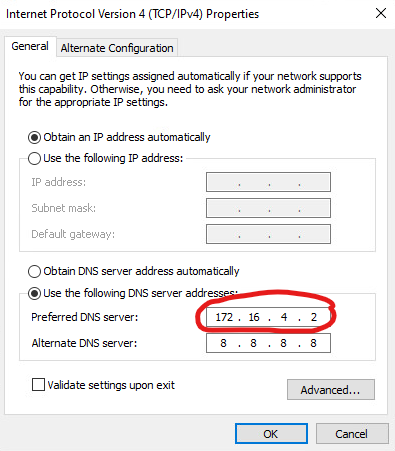 Internet Protocol Version 4 (TCP/IPv4) Properties
General
Alternate Configuration
You can get IP settings assigned automatically if your network supports
this capability. Otherwise, you need to ask your network administrator
for the appropriate IP settings.
Obtain an IP address automatically
Use the following IP address:
IP address:
. . .
Subnet mask:
. . .
Default gateway:
. . .
Obtain DNS server address automatically
Use the following DNS server addresses:
Preferred DNS server:
172 . 16 . 4 . 2
Alternate DNS server:
8 . 8 . 8 . 8
Validate settings upon exit
Advanced...
OK
Cancel